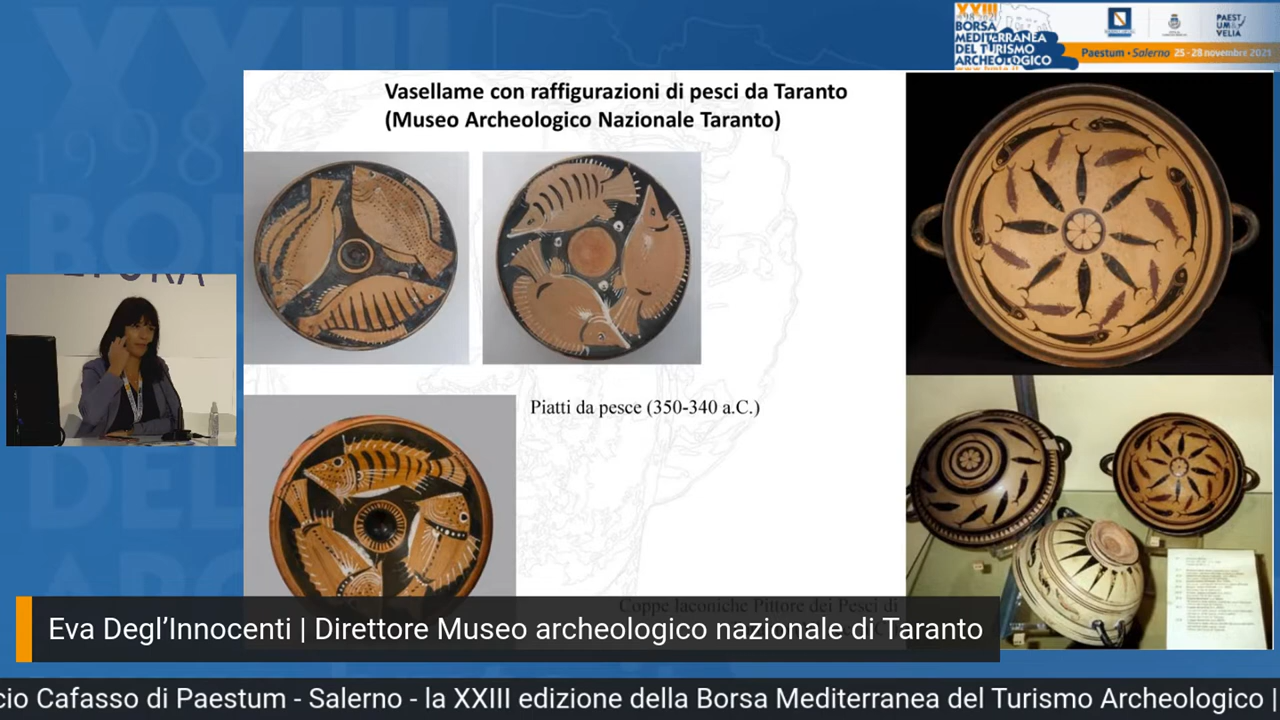 XXIII
BORSA
MEDITERRANEA
DEL TURISMO
ARCHEOLOGICO
PAEST
UM&
VELIA
Paestum • Salerno 25 - 28 novembre 2021
Vasellame con raffigurazioni di pesci da Taranto
(Museo Archeologico Nazionale Taranto)
Piatti da pesce (350-340 a.C.)
Coppe laconiche Pittore dei Pesci di
Eva Degl’Innocenti | Direttore Museo archeologico nazionale di Taranto
cio Cafasso di Paestum - Salerno - la XXIII edizione della Borsa Mediterranea del Turismo Archeologico |